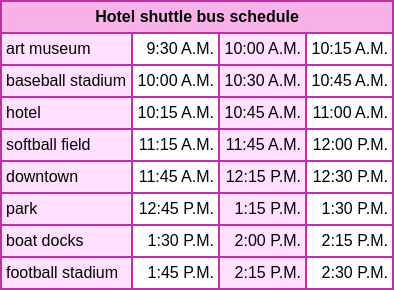 Hotel shuttle bus schedule
art museum 9:30 A.M. 10:00 A.M. 10:15 A.M.
baseball stadium 10:00 A.M. 10:30 A.M. 10:45 A.M.
hotel 10:15 A.M. 10:45 A.M. 11:00 A.M.
softball field 11:15 A.M. 11:45 A.M. 12:00 P.M.
downtown 11:45 A.M. 12:15 P.M. 12:30 P.M.
park 12:45 P.M. 1:15 P.M. 1:30 P.M.
boat docks 1:30 P.M. 2:00 P.M. 2:15 P.M.
football stadium 1:45 P.M. 2:15 P.M. 2:30 P.M.